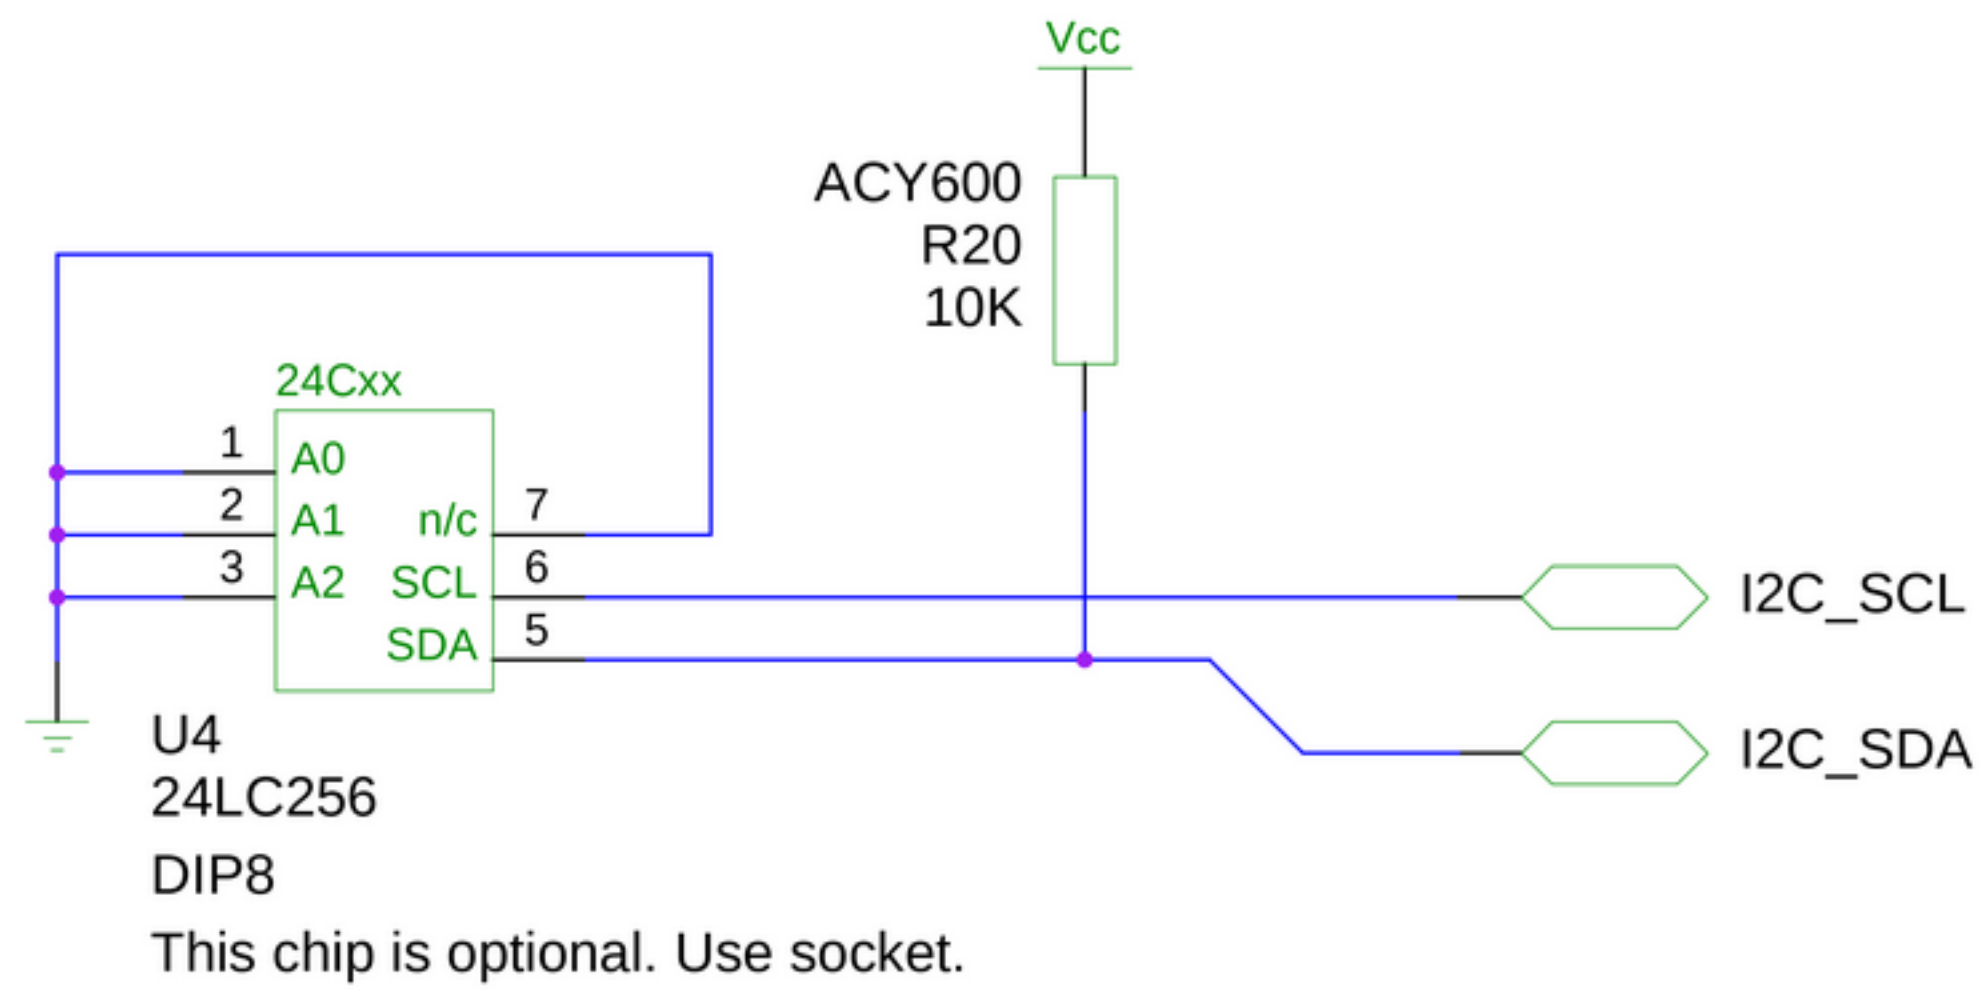 Vcc
ACY600
R20
10K
24Cxx
1
A0
2
A1
n/c
7
3
A2
SCL
6
SDA
5
I2C_SCL
I2C_SDA
U4
24LC256
DIP8
This chip is optional. Use socket.